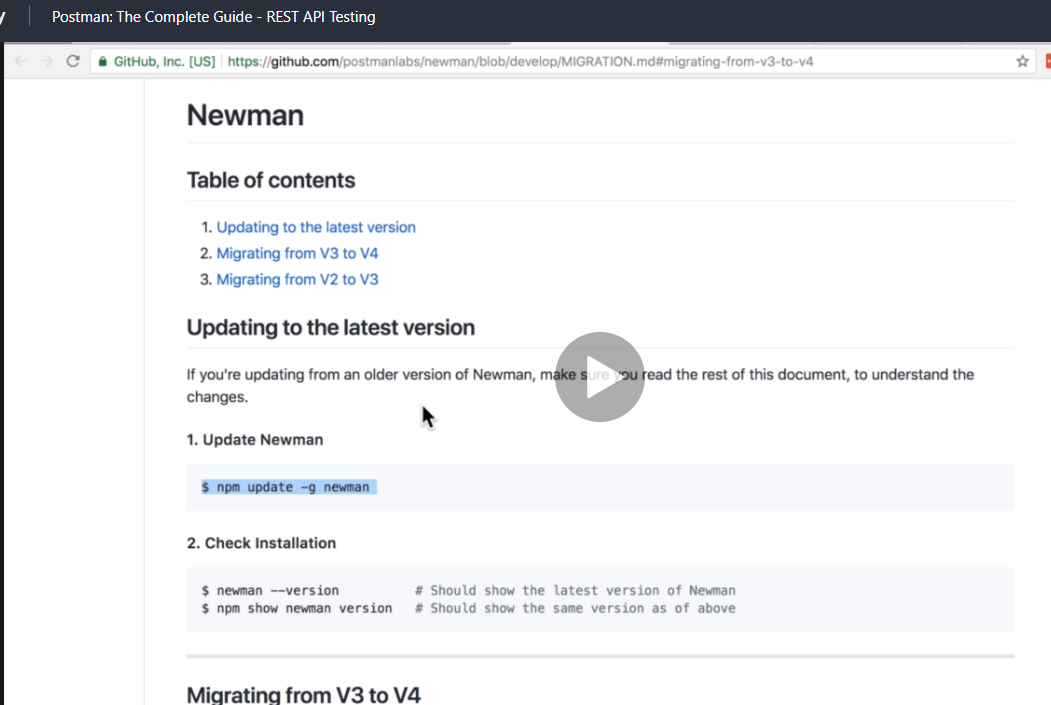 y
Postman: The Complete Guide - REST API Testing
GitHub, Inc. [US] https://github.com/postmanlabs/newman/blob/develop/MIGRATION.md#migrating-from-v3-to-v4
Newman
Table of contents
1. Updating to the latest version
2. Migrating from V3 to V4
3. Migrating from V2 to V3
Updating to the latest version
If you're updating from an older version of Newman, make sure you read the rest of this document, to understand the
changes.
1. Update Newman
$ npm update -g newman
2. Check Installation
$ newman --version # Should show the latest version of Newman
$ npm show newman version # Should show the same version as of above
Migrating from V3 to V4